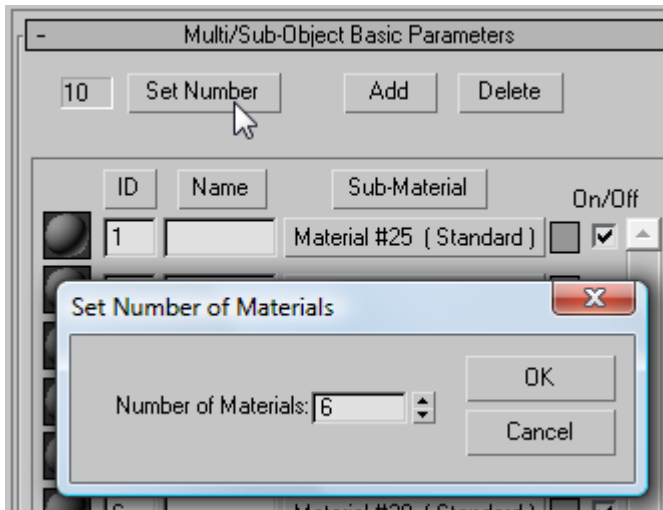 - Multi/Sub-Object Basic Parameters
10 Set Number Add Delete
ID Name Sub-Material On/Off
1 Material #25 ( Standard )
Set Number of Materials
Number of Materials: 6
OK
Cancel